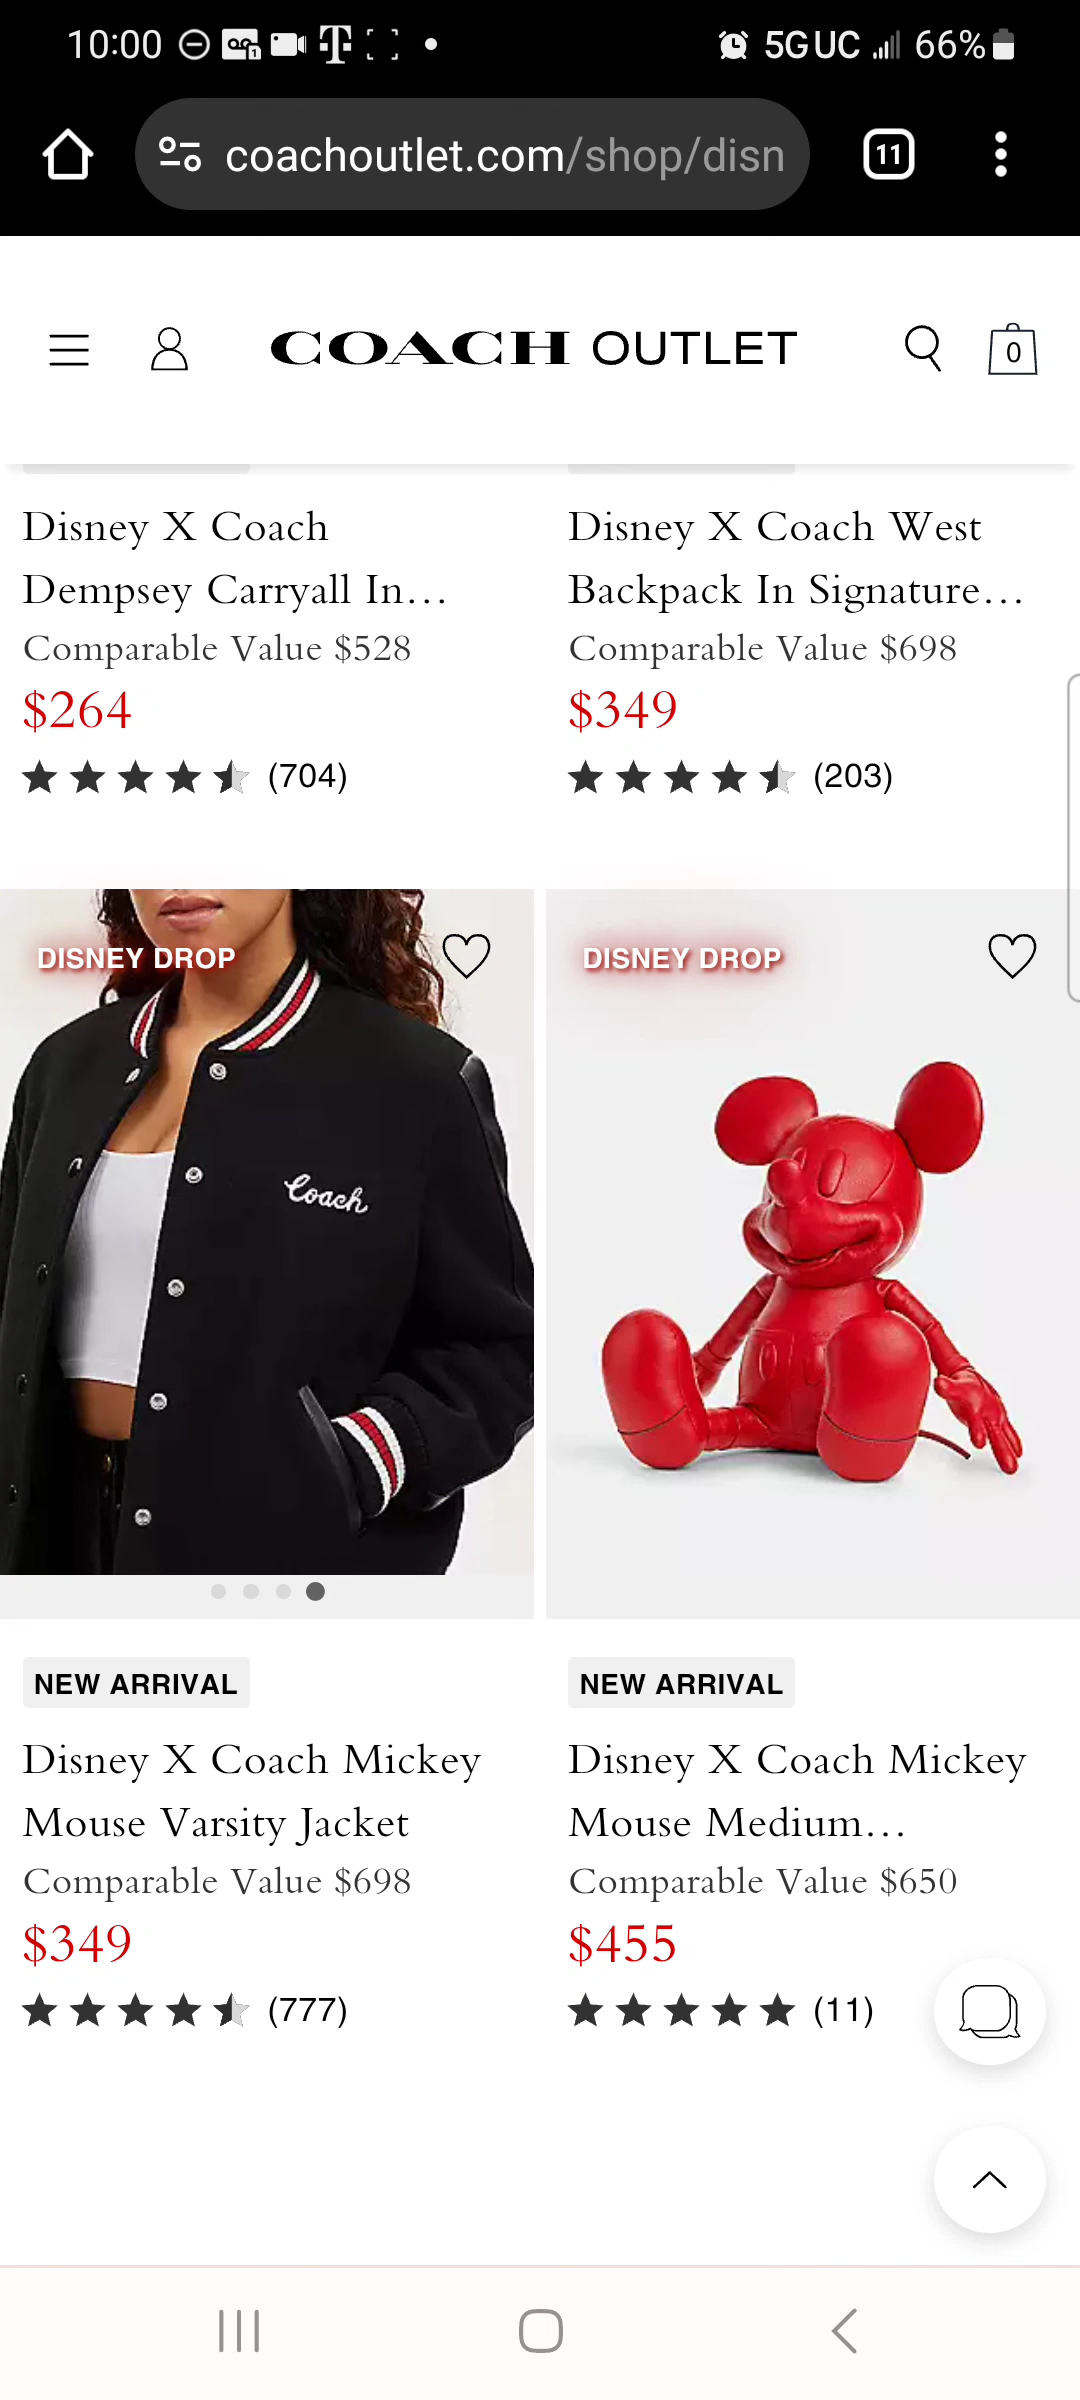 10:00
5G UC 66%
coachoutlet.com/shop/disn
11
COACH OUTLET
0
Disney X Coach
Dempsey Carryall In...
Comparable Value $528
$264
(704)
Disney X Coach West
Backpack In Signature...
Comparable Value $698
$349
(203)
DISNEY DROP
Coach
DISNEY DROP
NEW ARRIVAL
Disney X Coach Mickey
Mouse Varsity Jacket
Comparable Value $698
$349
(777)
NEW ARRIVAL
Disney X Coach Mickey
Mouse Medium...
Comparable Value $650
$455
(11)